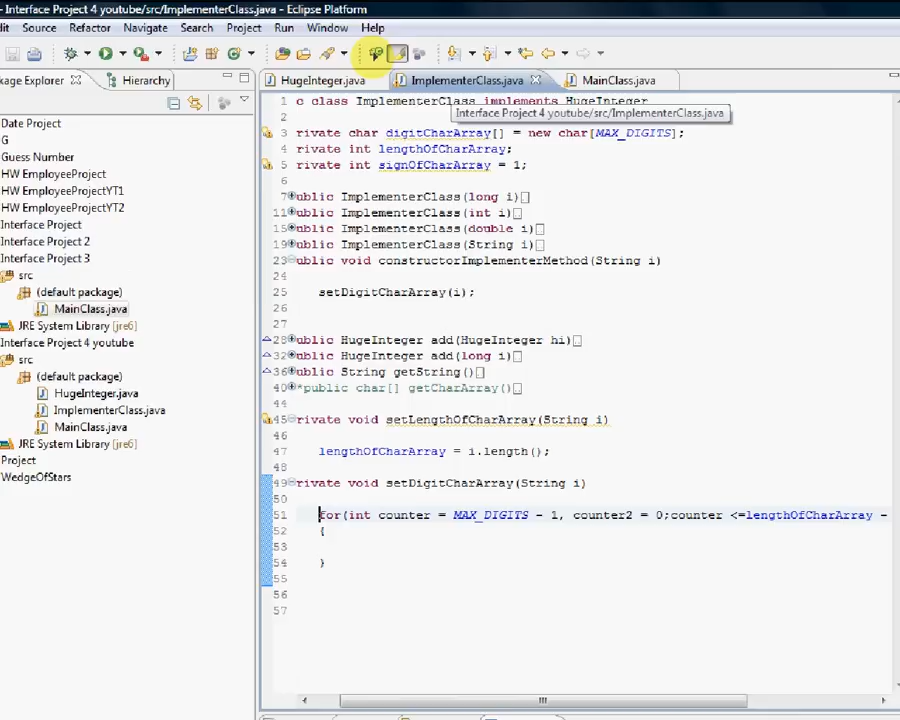 - Interface Project 4 youtube/src/ImplementerClass.java - Eclipse Platform
dit Source Refactor Navigate Search Project Run Window Help
ckage Explorer Hierarchy
HugeInteger.java ImplementerClass.java MainClass.java
Interface Project 4 youtube/src/ImplementerClass.java
Date Project
G
Guess Number
HW EmployeeProject
HW EmployeeProjectYT1
HW EmployeeProjectYT2
Interface Project
Interface Project 2
Interface Project 3
src
(default package)
MainClass.java
JRE System Library [jre6]
Interface Project 4 youtube
src
(default package)
HugeInteger.java
ImplementerClass.java
MainClass.java
JRE System Library [jre6]
Project
WedgeOfStars
1 c class ImplementerClass implements HugeInteger
3 rivate char digitCharArray[] = new char[MAX_DIGITS];
4 rivate int lengthOfCharArray;
5 rivate int signOfCharArray = 1;
6
7 ublic ImplementerClass(long i)
11 ublic ImplementerClass(int i)
15 ublic ImplementerClass(double i)
19 ublic ImplementerClass(String i)
23 ublic void constructorImplementerMethod(String i)
24
25 setDigitCharArray(i);
26
27
28 ublic HugeInteger add(HugeInteger hi)
32 ublic HugeInteger add(long i)
36 ublic String getString()
40 *public char[] getCharArray()
44
45 rivate void setLengthOfCharArray(String i)
46
47 lengthOfCharArray = i.length();
48
49 rivate void setDigitCharArray(String i)
50
51 for(int counter = MAX_DIGITS - 1, counter2 = 0;counter <=lengthOfCharArray -
52 {
53
54 }
55
56
57